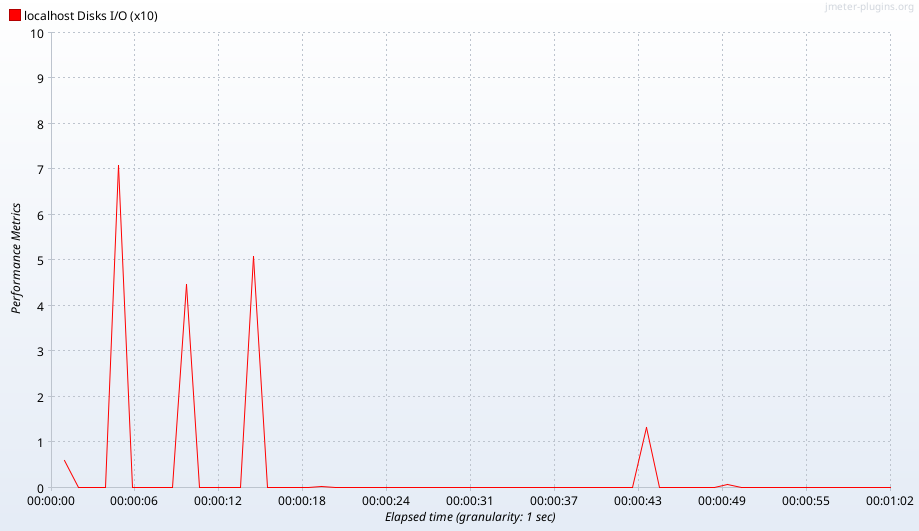 jmeter-plugins.org
localhost Disks I/O (x10)
10
9
8
7
6
5
4
3
2
1
0
Performance Metrics
00:00:00 00:00:06 00:00:12 00:00:18 00:00:24 00:00:31 00:00:37 00:00:43 00:00:49 00:00:55 00:01:02
Elapsed time (granularity: 1 sec)